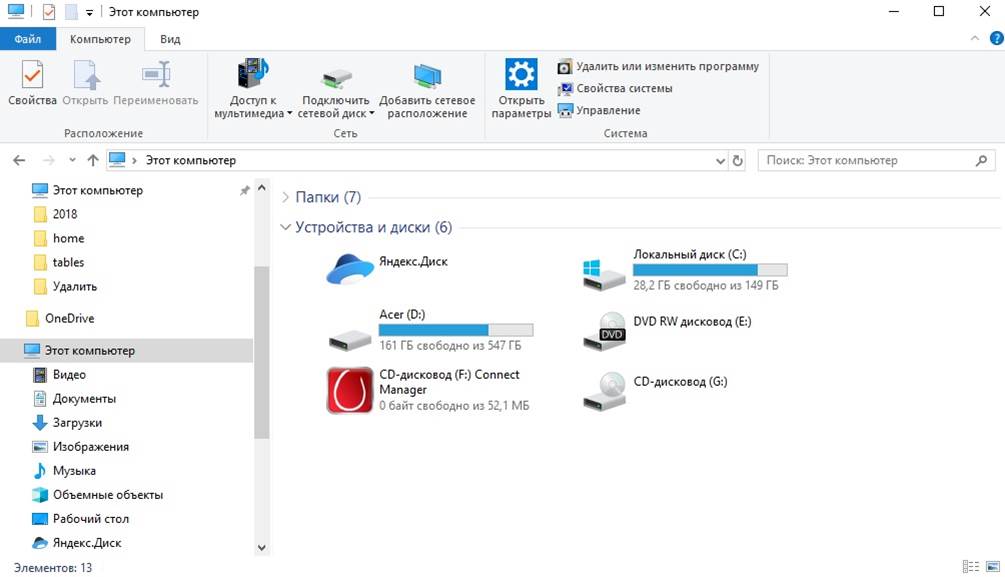 Этот компьютер
Файл
Компьютер
Вид
Свойства
Открыть
Переименовать
Расположение
Доступ к
мультимедиа
Подключить
сетевой диск
Добавить сетевое
расположение
Сеть
Открыть
параметры
Удалить или изменить программу
Свойства системы
Управление
Система
Этот компьютер
Поиск: Этот компьютер
Этот компьютер
2018
home
tables
Удалить
OneDrive
Этот компьютер
Видео
Документы
Загрузки
Изображения
Музыка
Объемные объекты
Рабочий стол
Яндекс.Диск
Папки (7)
Устройства и диски (6)
Яндекс.Диск
Локальный диск (C:)
28,2 ГБ свободно из 149 ГБ
Acer (D:)
161 ГБ свободно из 547 ГБ
DVD RW дисковод (E:)
DVD
CD-дисковод (F:) Connect
Manager
0 байт свободно из 52,1 МБ
CD-дисковод (G:)
Элементов: 13